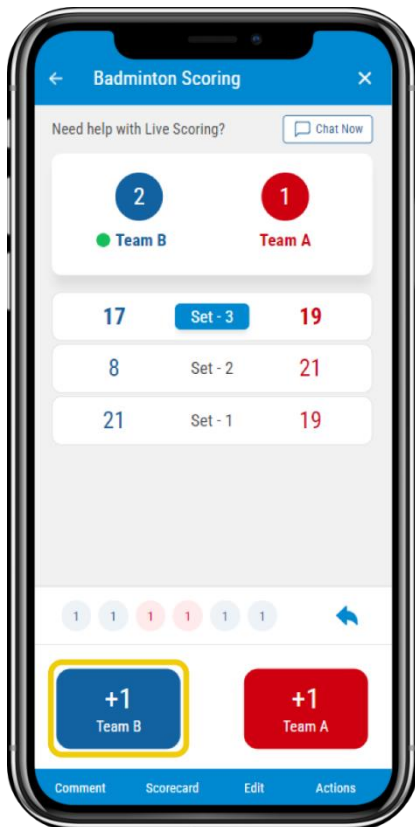 Badminton Scoring
Need help with Live Scoring?
Chat Now
2
1
Team B
Team A
17 Set - 3 19
8 Set - 2 21
21 Set - 1 19
1 1 1 1 1 1
+1
Team B
+1
Team A
Comment Scorecard Edit Actions